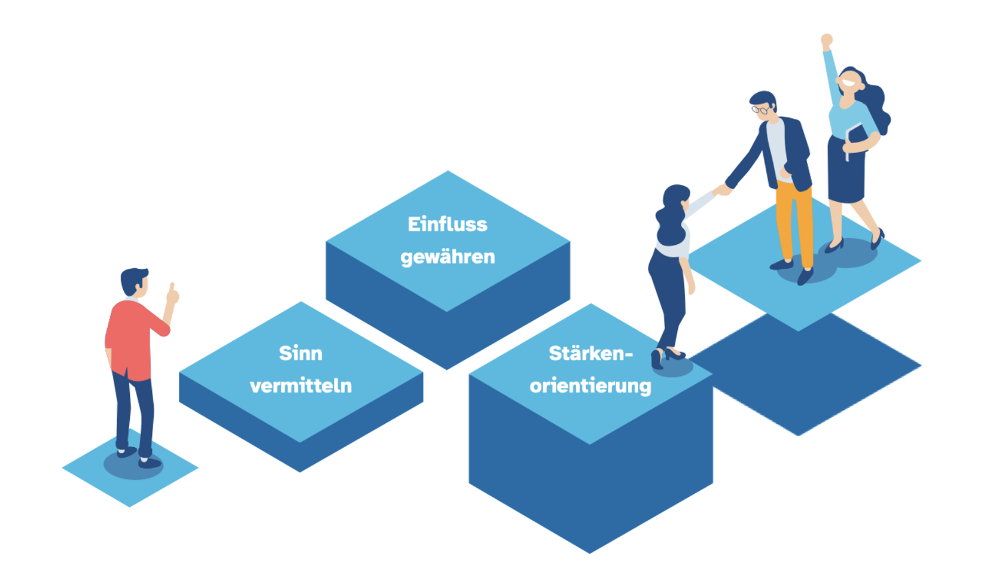 Einfluss
gewähren
Sinn
vermitteln
Stärken-
orientierung